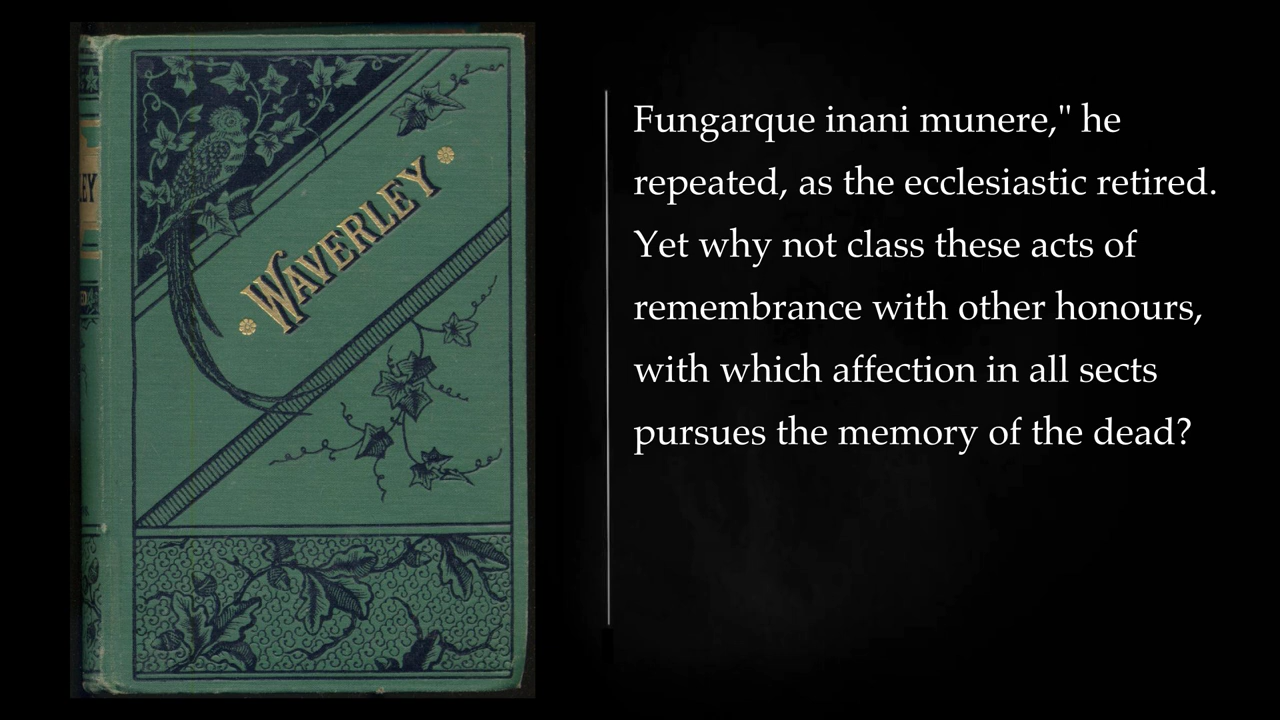 WAVERLEY
Fungarque inani munere," he
repeated, as the ecclesiastic retired.
Yet why not class these acts of
remembrance with other honours,
with which affection in all sects
pursues the memory of the dead?